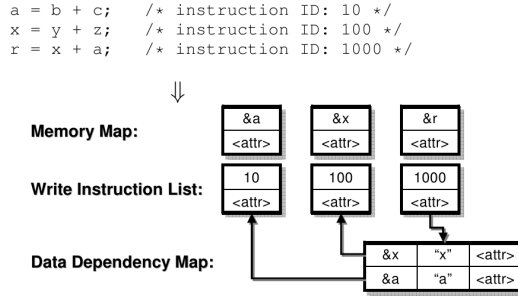 a = b + c; /* instruction ID: 10 */
x = y + z; /* instruction ID: 100 */
r = x + a; /* instruction ID: 1000 */
⇓
Memory Map: &a &x &r
<attr> <attr> <attr>
Write Instruction List: 10 100 1000
<attr> <attr> <attr>
Data Dependency Map: &x “x” <attr>
&a “a” <attr>